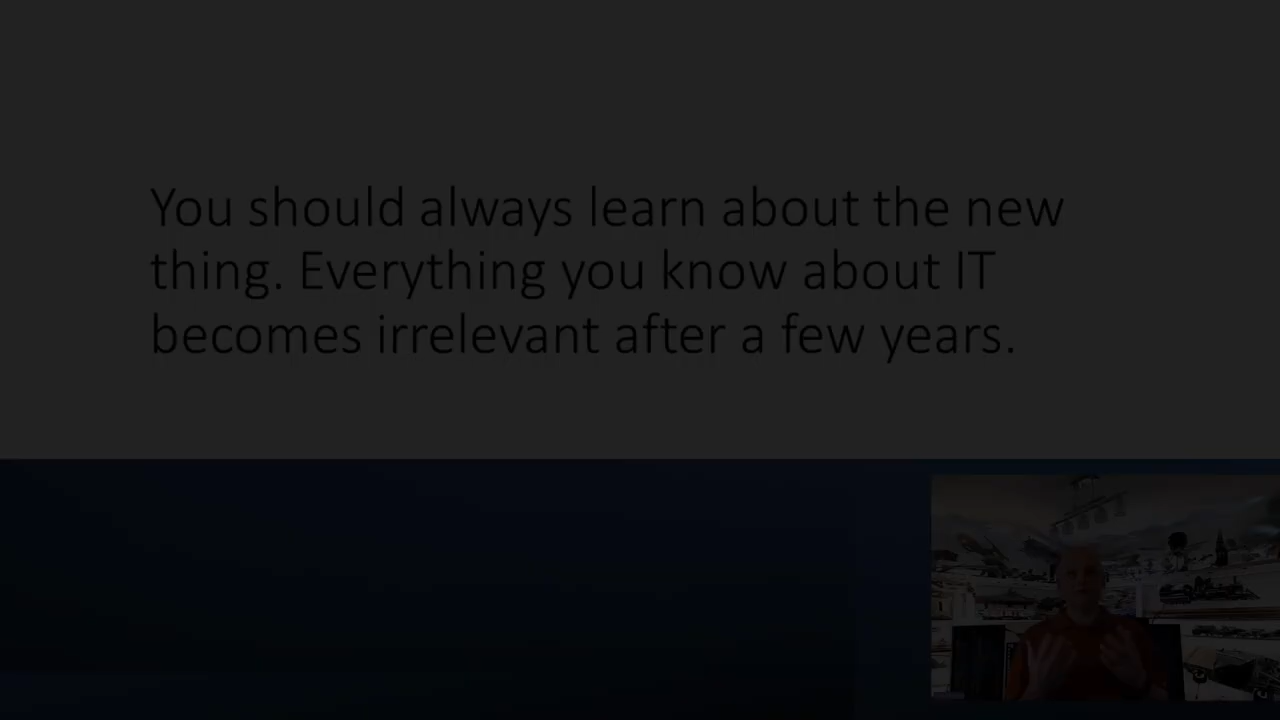 You should always learn about the new
thing. Everything you know about IT
becomes irrelevant after a few years.